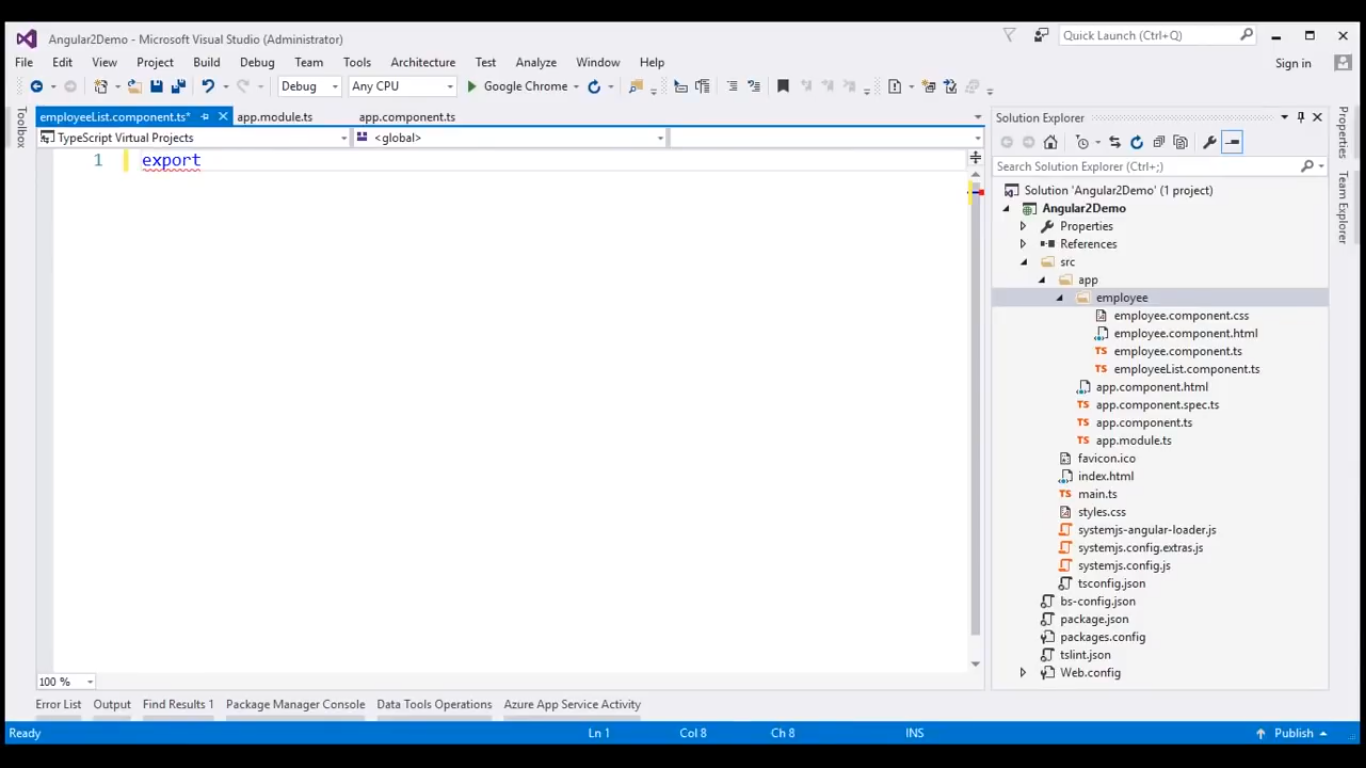 Angular2Demo - Microsoft Visual Studio (Administrator)
Quick Launch (Ctrl+Q)
File Edit View Project Build Debug Team Tools Architecture Test Analyze Window Help
Sign in
Debug Any CPU Google Chrome
Toolbox
employeeList.component.ts* app.module.ts app.component.ts
TypeScript Virtual Projects <global>
1 export
100 %
Solution Explorer
Search Solution Explorer (Ctrl+;)
Solution 'Angular2Demo' (1 project)
Angular2Demo
Properties
References
src
app
employee
employee.component.css
employee.component.html
TS employee.component.ts
TS employeeList.component.ts
app.component.html
TS app.component.spec.ts
TS app.component.ts
TS app.module.ts
favicon.ico
index.html
TS main.ts
styles.css
systemjs-angular-loader.js
systemjs.config.extras.js
systemjs.config.js
tsconfig.json
bs-config.json
package.json
packages.config
tslint.json
Web.config
Properties
Team Explorer
Error List Output Find Results 1 Package Manager Console Data Tools Operations Azure App Service Activity
Ready Ln 1 Col 8 Ch 8 INS Publish